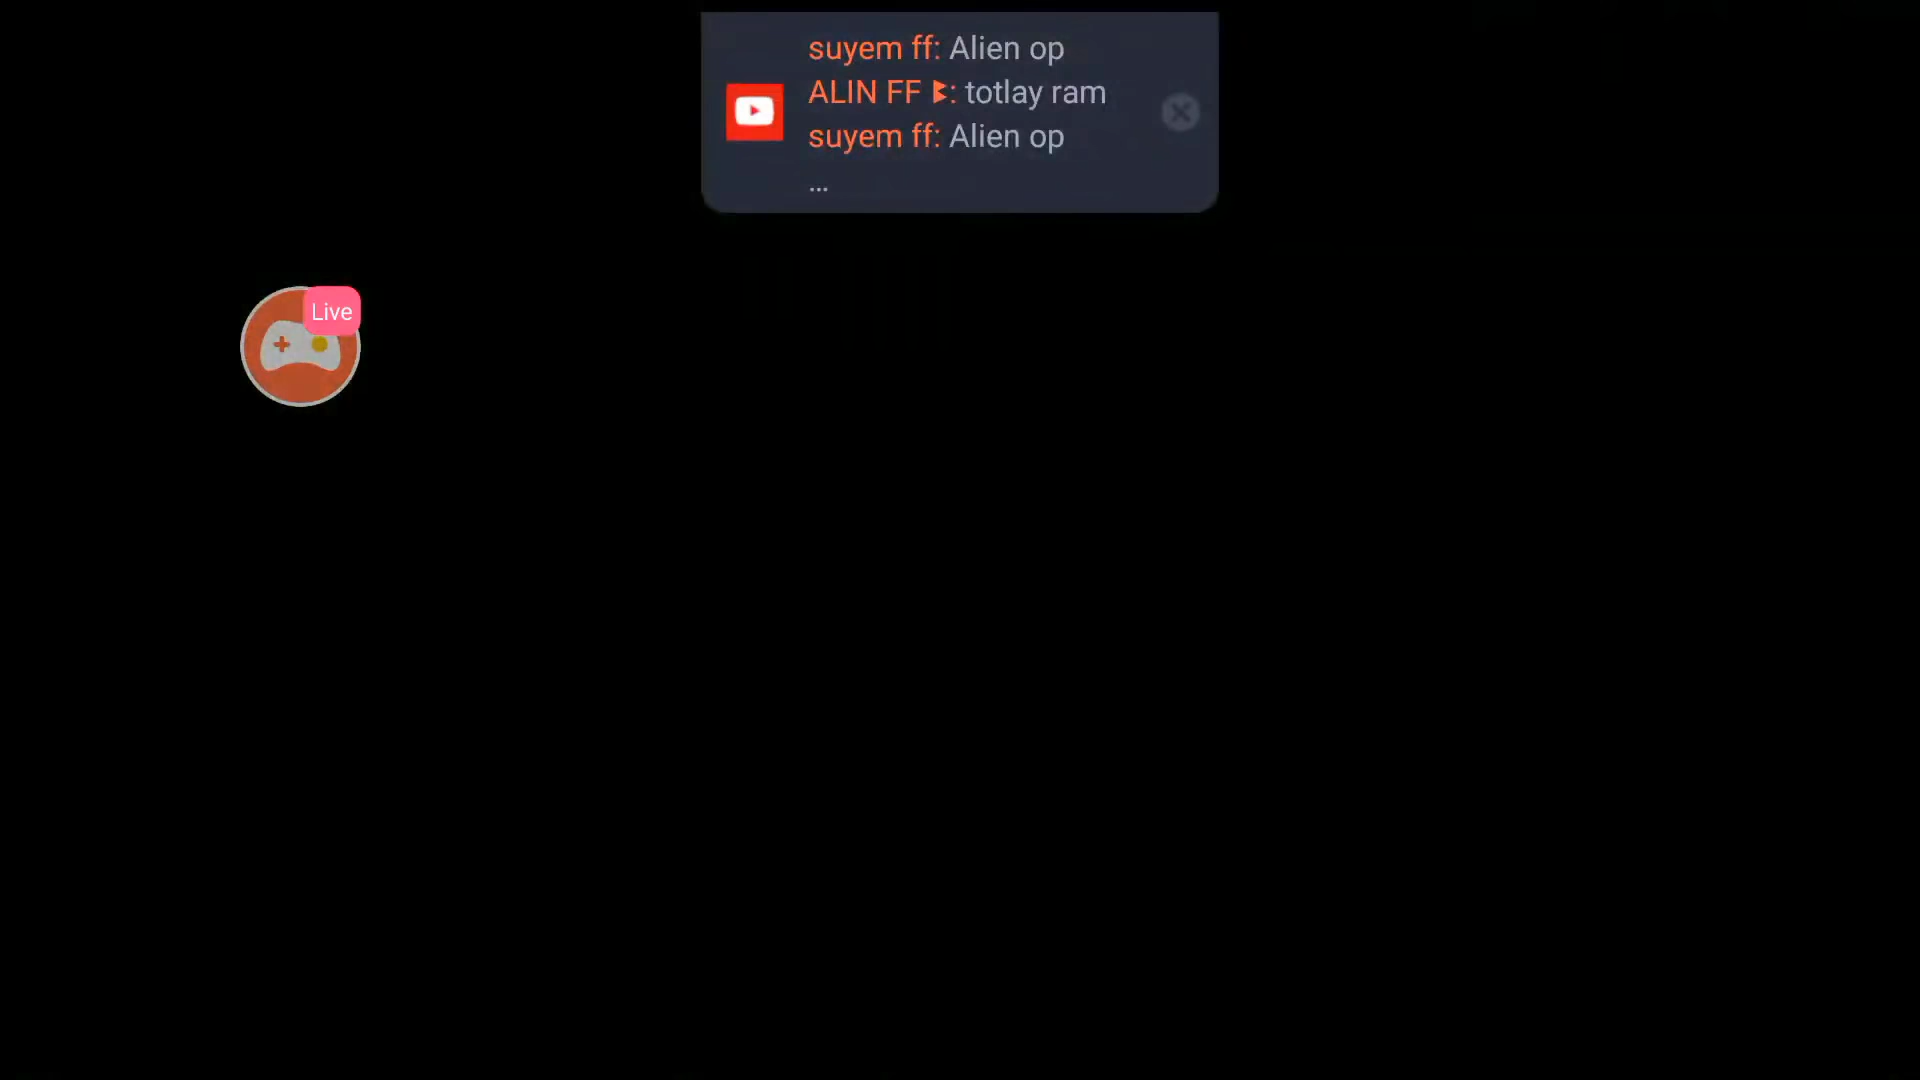 suyem ff: Alien op
ALIN FF: totlay ram
suyem ff: Alien op
...
Live